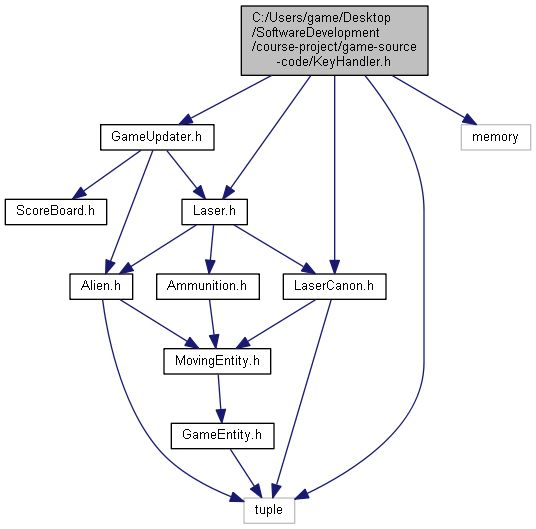 C:/Users/game/Desktop
/SoftwareDevelopment
/course-project/game-source
-code/KeyHandler.h
GameUpdater.h
memory
ScoreBoard.h
Laser.h
Alien.h
Ammunition.h
LaserCanon.h
MovingEntity.h
GameEntity.h
tuple